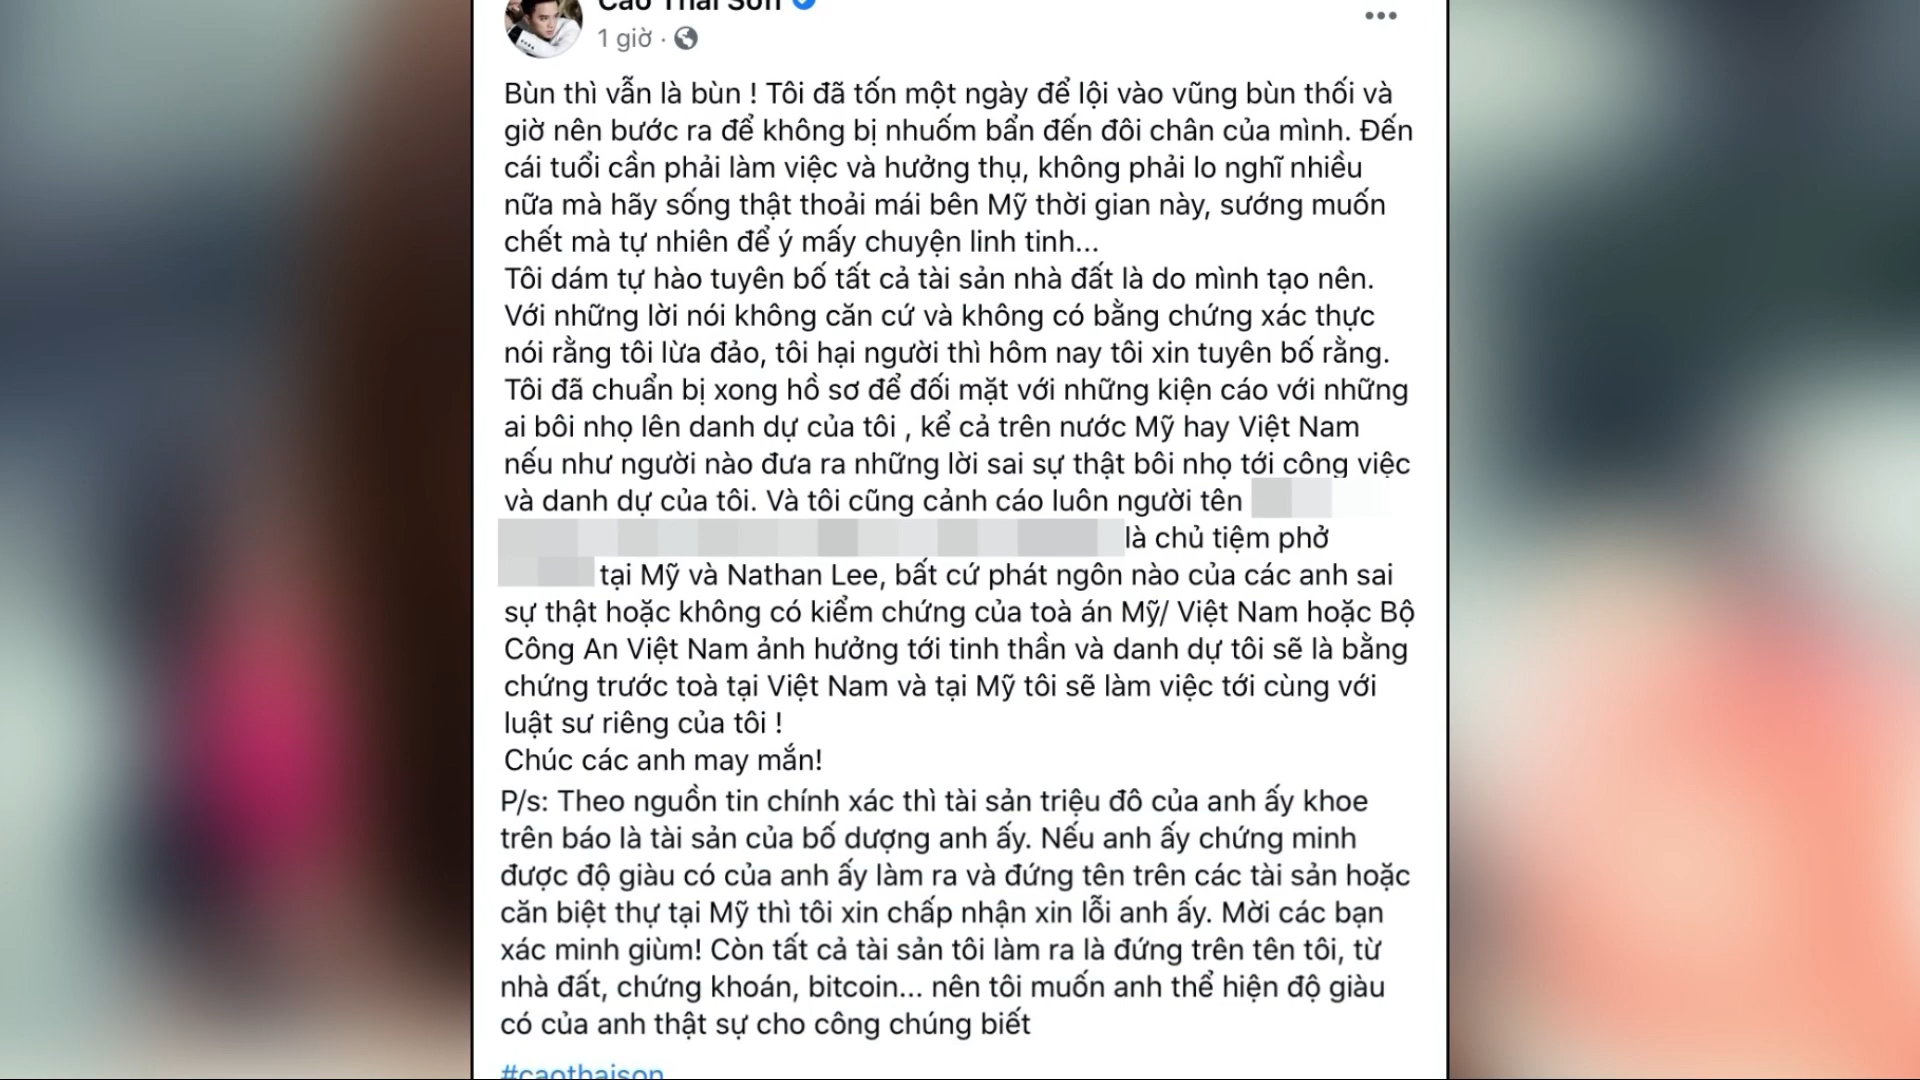 Cao Thái Sơn
1 giờ ·
Bùn thì vẫn là bùn ! Tôi đã tốn một ngày để lội vào vũng bùn thối và
giờ nên bước ra để không bị nhuốm bẩn đến đôi chân của mình. Đến
cái tuổi cần phải làm việc và hưởng thụ, không phải lo nghĩ nhiều
nữa mà hãy sống thật thoải mái bên Mỹ thời gian này, sướng muốn
chết mà tự nhiên để ý mấy chuyện linh tinh...
Tôi dám tự hào tuyên bố tất cả tài sản nhà đất là do mình tạo nên.
Với những lời nói không căn cứ và không có bằng chứng xác thực
nói rằng tôi lừa đảo, tôi hại người thì hôm nay tôi xin tuyên bố rằng.
Tôi đã chuẩn bị xong hồ sơ để đối mặt với những kiện cáo với những
ai bôi nhọ lên danh dự của tôi , kể cả trên nước Mỹ hay Việt Nam
nếu như người nào đưa ra những lời sai sự thật bôi nhọ tới công việc
và danh dự của tôi. Và tôi cũng cảnh cáo luôn người tên
là chủ tiệm phở
tại Mỹ và Nathan Lee, bất cứ phát ngôn nào của các anh sai
sự thật hoặc không có kiểm chứng của toà án Mỹ/ Việt Nam hoặc Bộ
Công An Việt Nam ảnh hưởng tới tinh thần và danh dự tôi sẽ là bằng
chứng trước toà tại Việt Nam và tại Mỹ tôi sẽ làm việc tới cùng với
luật sư riêng của tôi !
Chúc các anh may mắn!
P/s: Theo nguồn tin chính xác thì tài sản triệu đô của anh ấy khoe
trên báo là tài sản của bố dượng anh ấy. Nếu anh ấy chứng minh
được độ giàu có của anh ấy làm ra và đứng tên trên các tài sản hoặc
căn biệt thự tại Mỹ thì tôi xin chấp nhận xin lỗi anh ấy. Mời các bạn
xác minh giùm! Còn tất cả tài sản tôi làm ra là đứng trên tên tôi, từ
nhà đất, chứng khoán, bitcoin... nên tôi muốn anh thể hiện độ giàu
có của anh thật sự cho công chúng biết
#caothaison